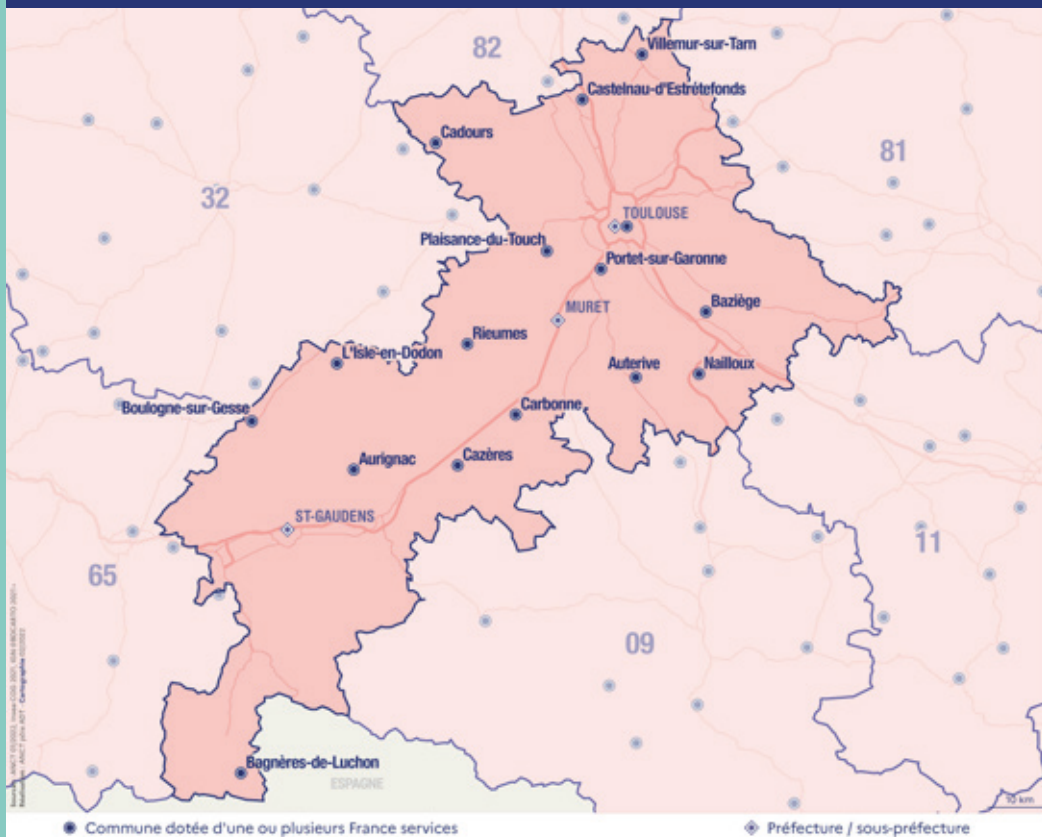 82
Villemur-sur-Tarn
Castelnau-d'Estrétefonds
Cadours
81
32
TOULOUSE
Plaisance-du-Touch
Portet-sur-Garonne
Baziège
MURET
Rieumes
L'Isle-en-Dodon
Auterive
Nailloux
Boulogne-sur-Gesse
Carbonne
Aurignac
Cazères
ST-GAUDENS
11
65
09
Bagnères-de-Luchon
ESPAGNE
10 km
Commune dotée d'une ou plusieurs France services
Préfecture / sous-préfecture